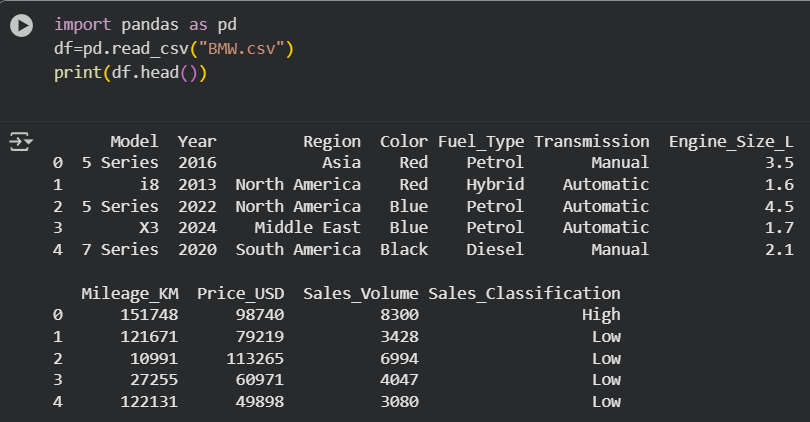 import pandas as pd
df=pd.read_csv("BMW.csv")
print(df.head())
Model Year Region Color Fuel_Type Transmission Engine_Size_L
0 5 Series 2016 Asia Red Petrol Manual 3.5
1 i8 2013 North America Red Hybrid Automatic 1.6
2 5 Series 2022 North America Blue Petrol Automatic 4.5
3 X3 2024 Middle East Blue Petrol Automatic 1.7
4 7 Series 2020 South America Black Diesel Manual 2.1
Mileage_KM Price_USD Sales_Volume Sales_Classification
0 151748 98740 8300 High
1 121671 79219 3428 Low
2 10991 113265 6994 Low
3 27255 60971 4047 Low
4 122131 49898 3080 Low